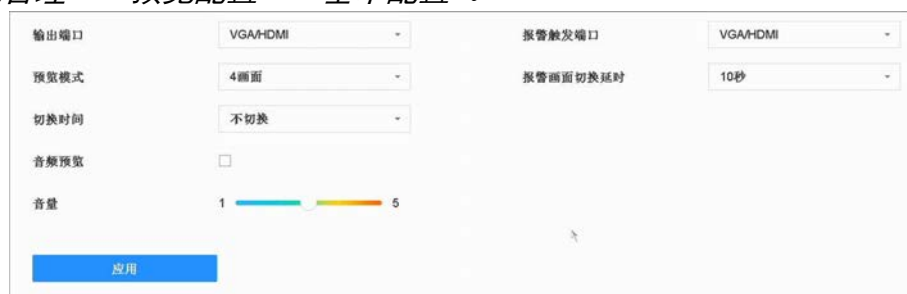 输出端口 VGA/HDMI 报警触发端口 VGA/HDMI
预览模式 4画面 报警画面切换延时 10秒
切换时间 不切换
音频预览
音量 1 5
应用